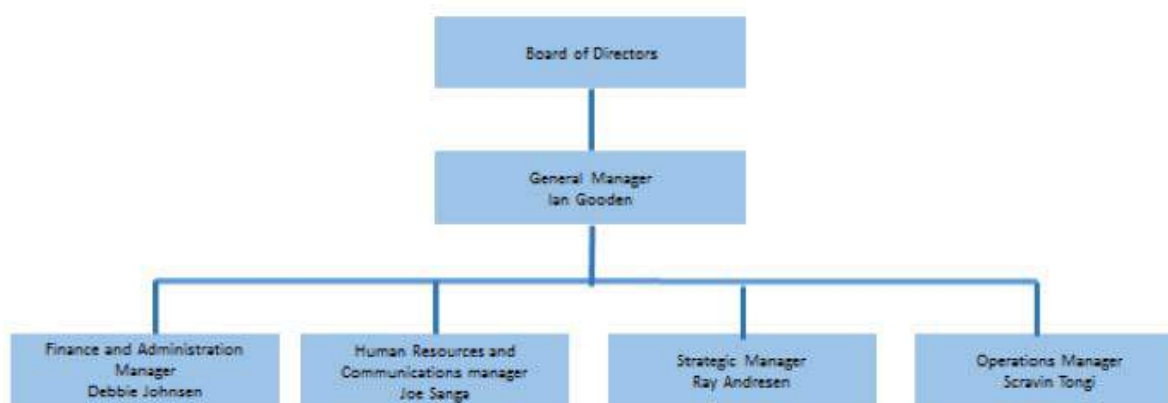 Board of Directors
General Manager
Ian Gooden
Finance and Administration
Manager
Debbie Johnsen
Human Resources and
Communications manager
Joe Sanga
Strategic Manager
Ray Andresen
Operations Manager
Scravin Tongi